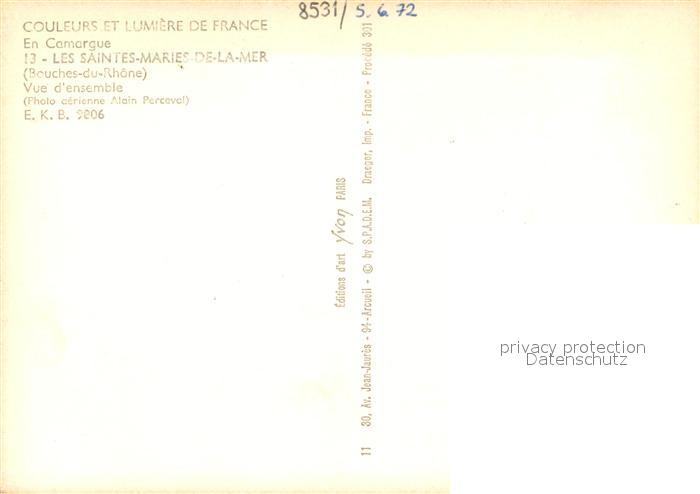 8531/ 5.6.72
COULEURS ET LUMIÈRE DE FRANCE
En Camargue
13 - LES SAINTES-MARIES-DE-LA-MER
(Bouches-du-Rhône)
Vue d'ensemble
(Photo aérienne Alain Perceval)
E. K. B. 9806
Éditions d'art yvon PARIS
11 30, Av. Jean-Jaurès - 94-Arcueil - © by S.P.A.D.E.M. Draeger, Imp. - France - Procédé 301
privacy protection
Datenschutz